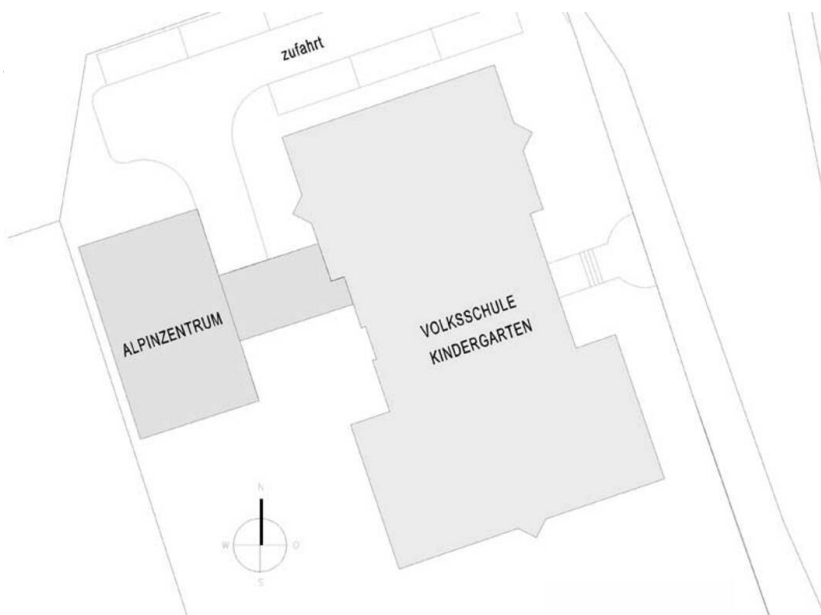 zufahrt
ALPINZENTRUM
VOLKSSCHULE
KINDERGARTEN
N
W
O
S